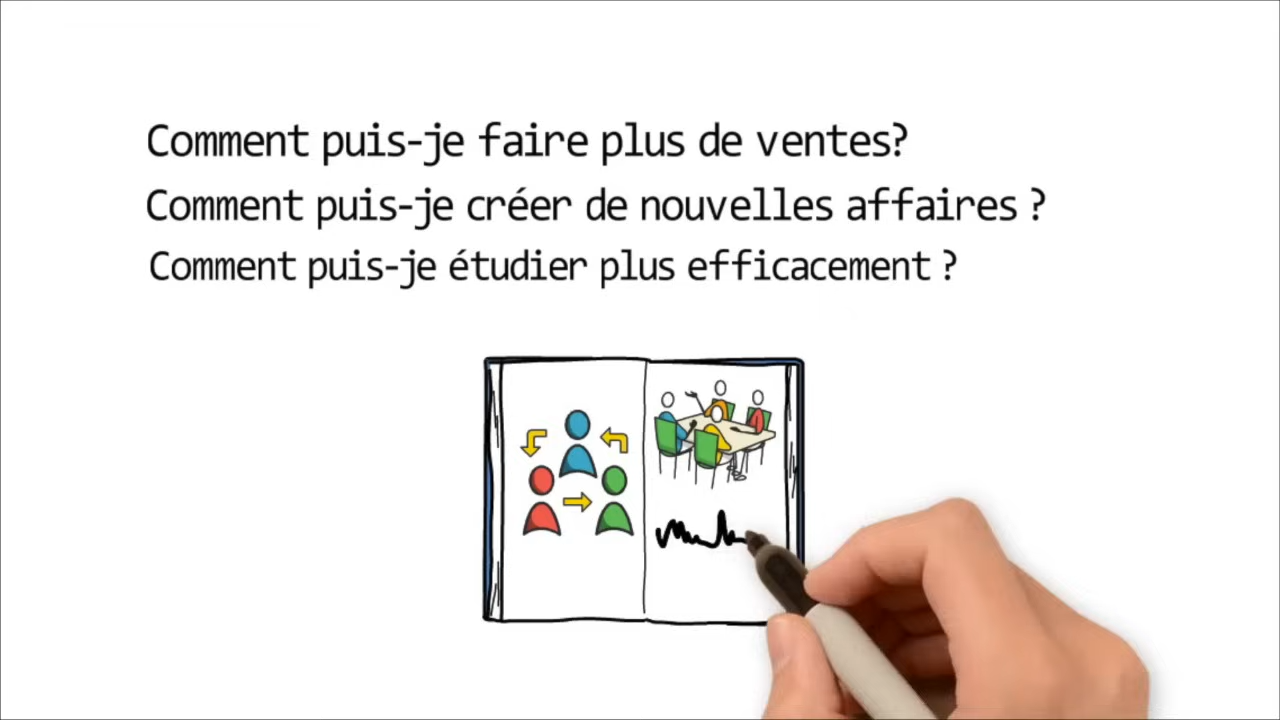 Comment puis-je faire plus de ventes?
Comment puis-je créer de nouvelles affaires ?
Comment puis-je étudier plus efficacement ?